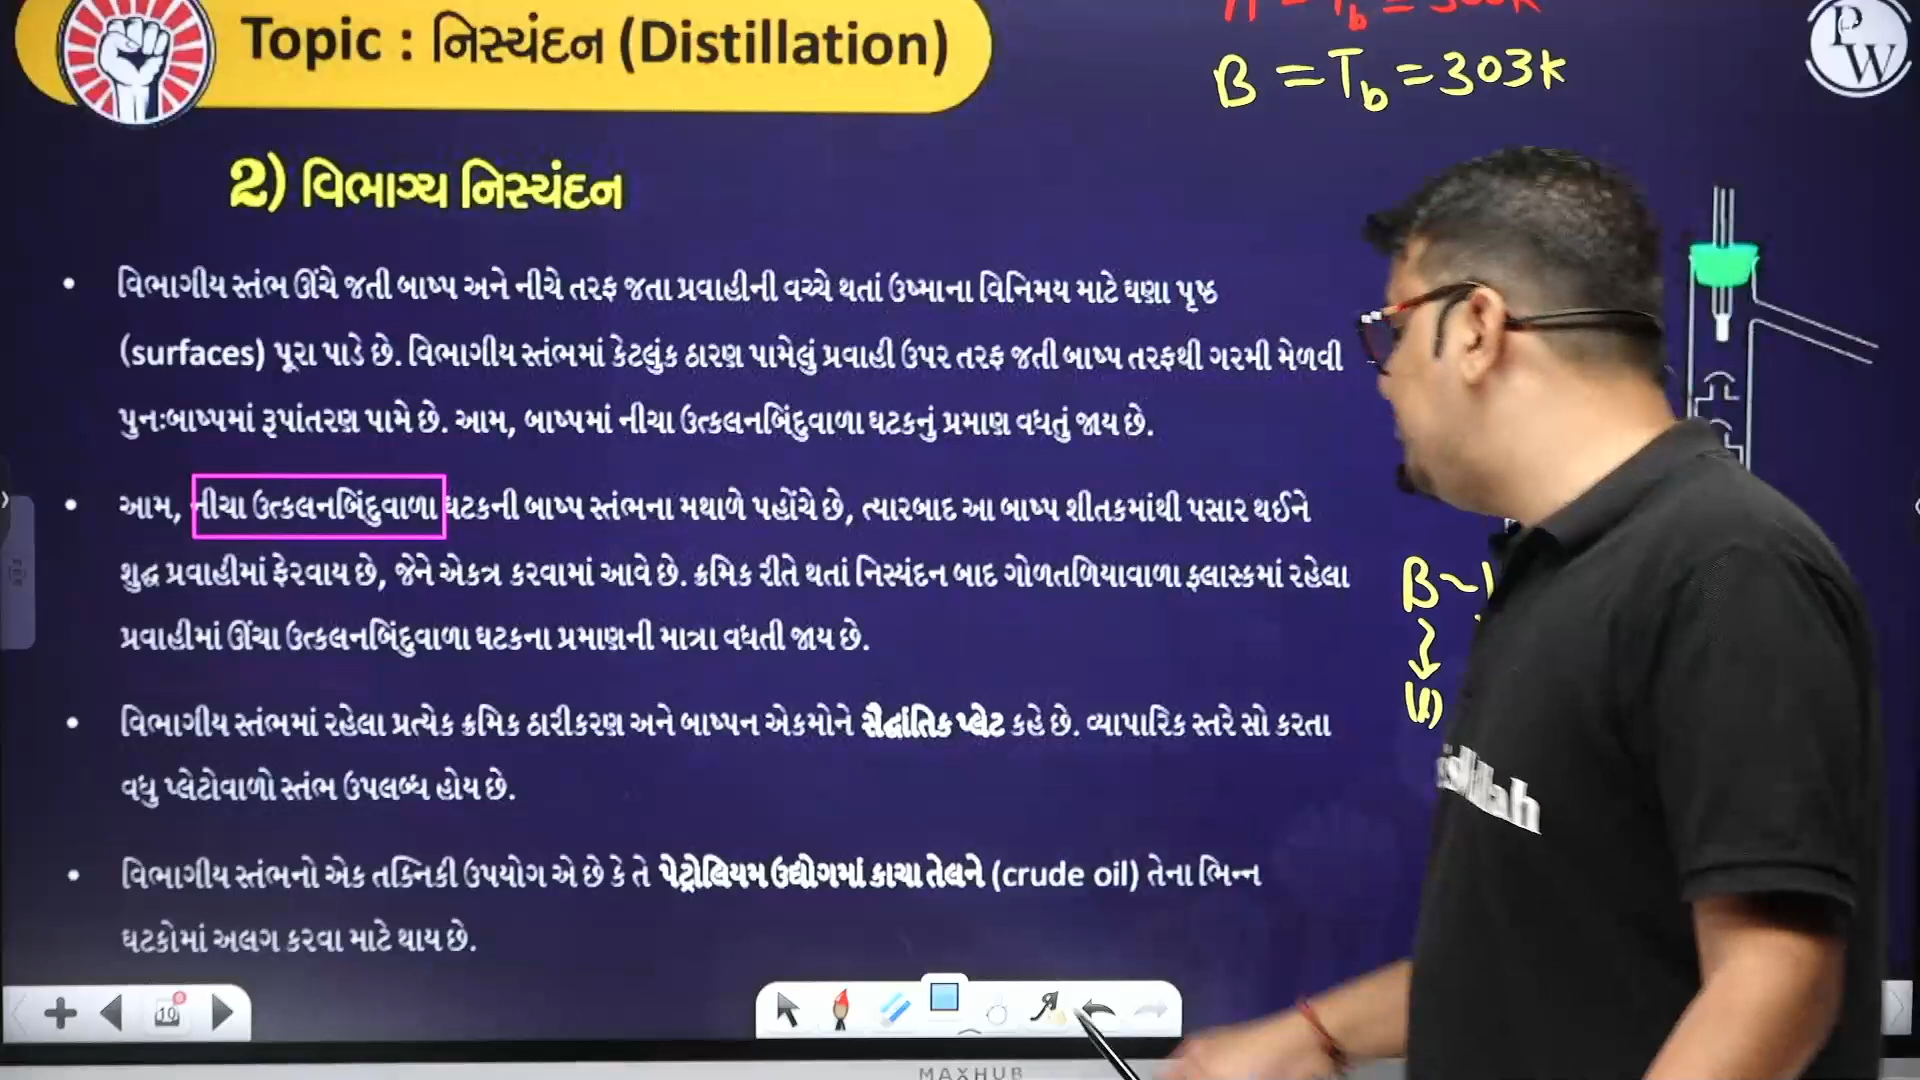 Topic : નિસ્યંદન (Distillation)
B = Tb = 303K
PW
2) વિભાગ્ય નિસ્યંદન
• વિભાગીય સ્તંભ ઊંચે જતી બાષ્પ અને નીચે તરફ જતા પ્રવાહીની વચ્ચે થતાં ઉષ્માના વિનિમય માટે ઘણા પૃષ્ઠ
(surfaces) પૂરા પાડે છે. વિભાગીય સ્તંભમાં કેટલુંક ઠારણ પામેલું પ્રવાહી ઉપર તરફ જતી બાષ્પ તરફથી ગરમી મેળવી
પુનઃબાષ્પમાં રૂપાંતરણ પામે છે. આમ, બાષ્પમાં નીચા ઉત્કલનબિંદુવાળા ઘટકનું પ્રમાણ વધતું જાય છે.
• આમ, નીચા ઉત્કલનબિંદુવાળા ઘટકની બાષ્પ સ્તંભના મથાળે પહોંચે છે, ત્યારબાદ આ બાષ્પ શીતકમાંથી પસાર થઈને
શુદ્ધ પ્રવાહીમાં ફેરવાય છે, જેને એકત્ર કરવામાં આવે છે. ક્રમિક રીતે થતાં નિસ્યંદન બાદ ગોળતળિયાવાળા ફ્લાસ્કમાં રહેલા
પ્રવાહીમાં ઊંચા ઉત્કલનબિંદુવાળા ઘટકના પ્રમાણની માત્રા વધતી જાય છે.
• વિભાગીય સ્તંભમાં રહેલા પ્રત્યેક ક્રમિક ઠારીકરણ અને બાષ્પન એકમોને સૈદ્ધાંતિક પ્લેટ કહે છે. વ્યાપારિક સ્તરે સો કરતા
વધુ પ્લેટોવાળો સ્તંભ ઉપલબ્ધ હોય છે.
• વિભાગીય સ્તંભનો એક તક્નિકી ઉપયોગ એ છે કે તે પેટ્રોલિયમ ઉદ્યોગમાં કાચા તેલને (crude oil) તેના ભિન્ન
ઘટકોમાં અલગ કરવા માટે થાય છે.
B
10
MAXHUB